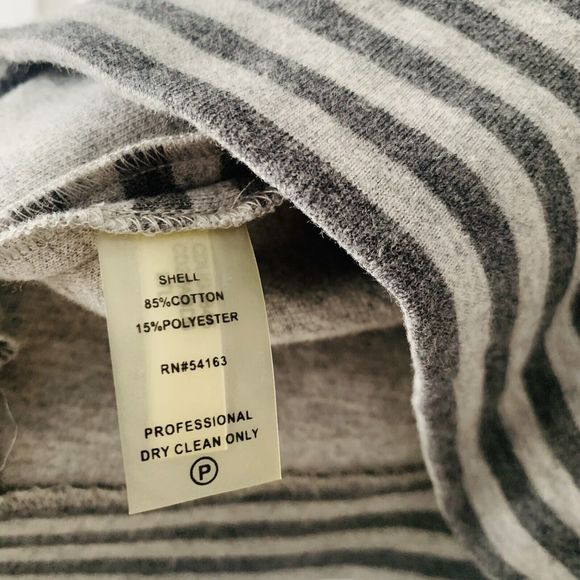 SHELL
85%COTTON
15%POLYESTER
RN#54163
PROFESSIONAL
DRY CLEAN ONLY
P